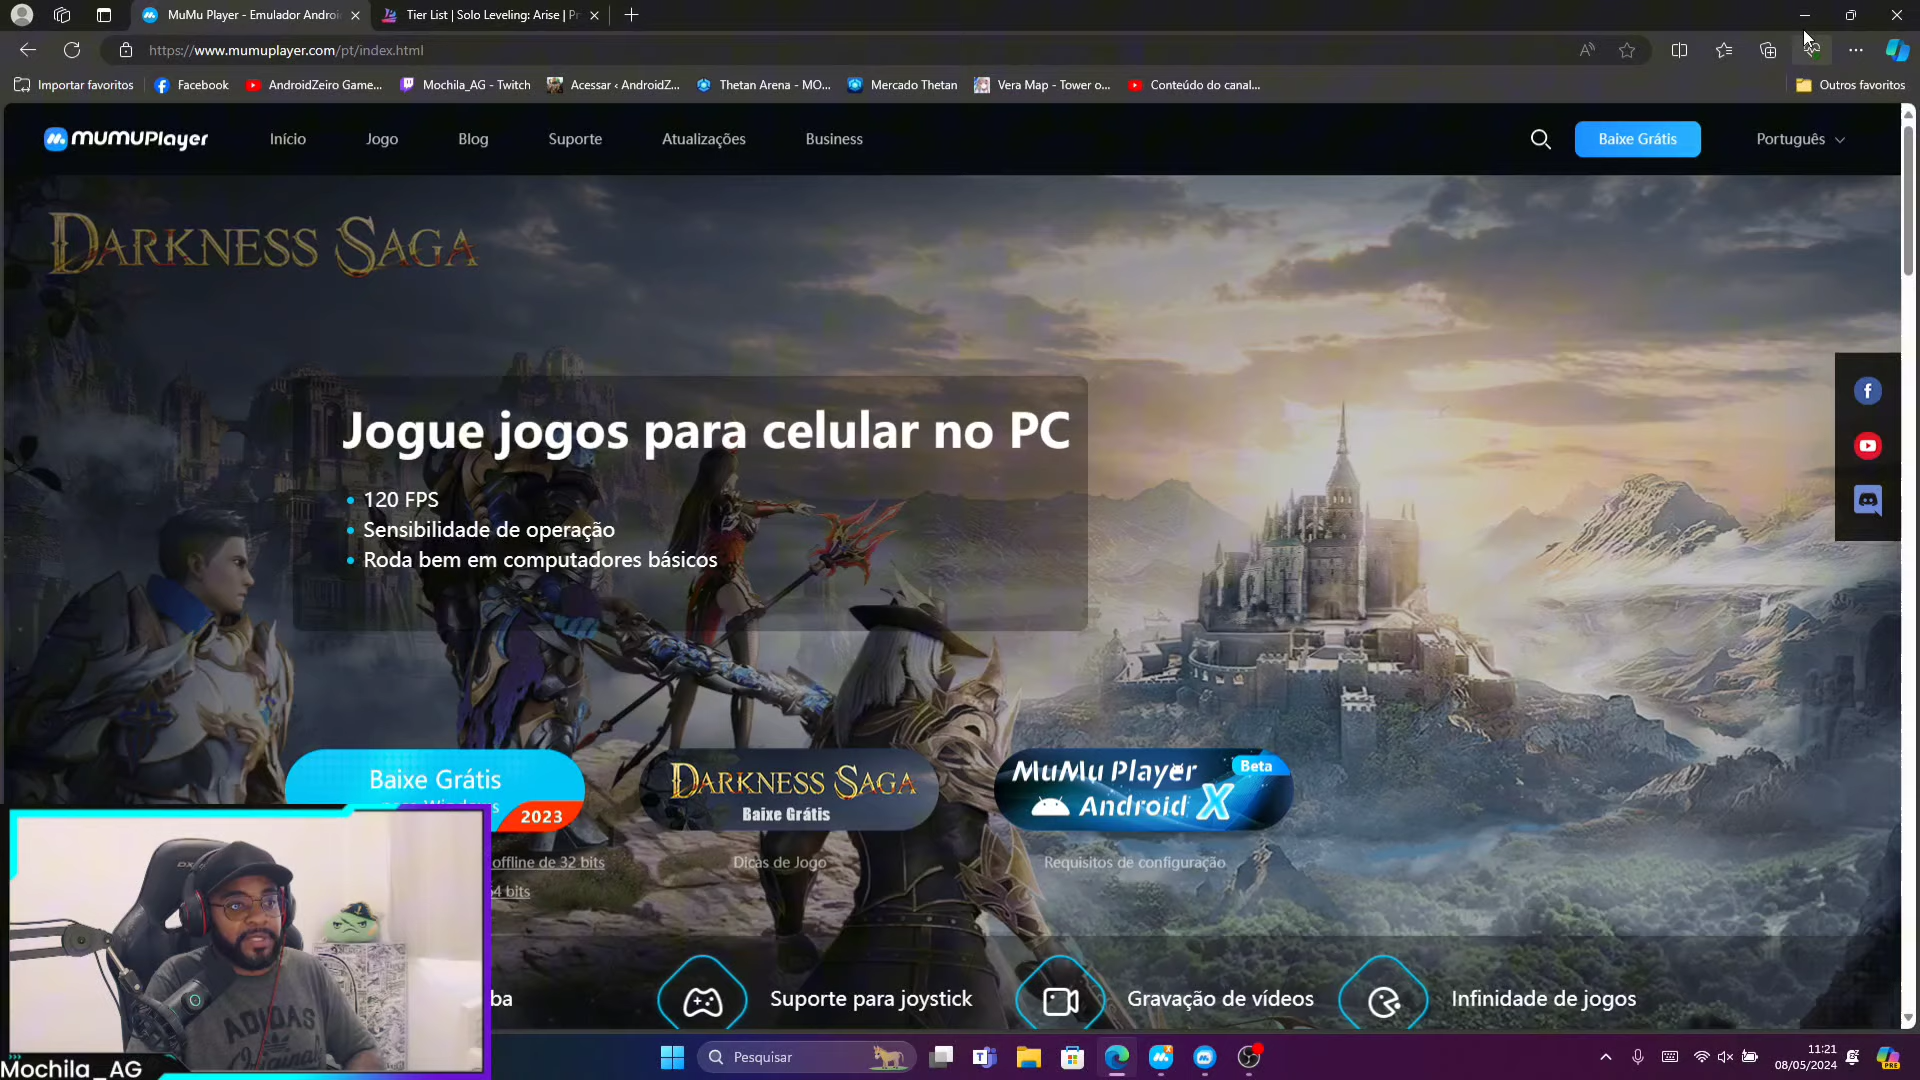 MuMu Player - Emulador Androi
Tier List | Solo Leveling: Arise | Pr
https://www.mumuplayer.com/pt/index.html
Importar favoritos
Facebook
AndroidZeiro Game...
Mochila_AG - Twitch
Acessar ‹ AndroidZ...
Thetan Arena - MO...
Mercado Thetan
Vera Map - Tower o...
Conteúdo do canal...
Outros favoritos
MUMUPlayer
Início
Jogo
Blog
Suporte
Atualizações
Business
Baixe Grátis
Português
DARKNESS SAGA
Jogue jogos para celular no PC
120 FPS
Sensibilidade de operação
Roda bem em computadores básicos
Baixe Grátis
2023
DARKNESS SAGA
Baixe Grátis
MuMu Player
Beta
Android X
offline de 32 bits
Dicas de Jogo
Requisitos de configuração
64 bits
ba
Suporte para joystick
Gravação de vídeos
Infinidade de jogos
ADIDAS
Original
Mochila_AG
Pesquisar
11:21
08/05/2024
PRE